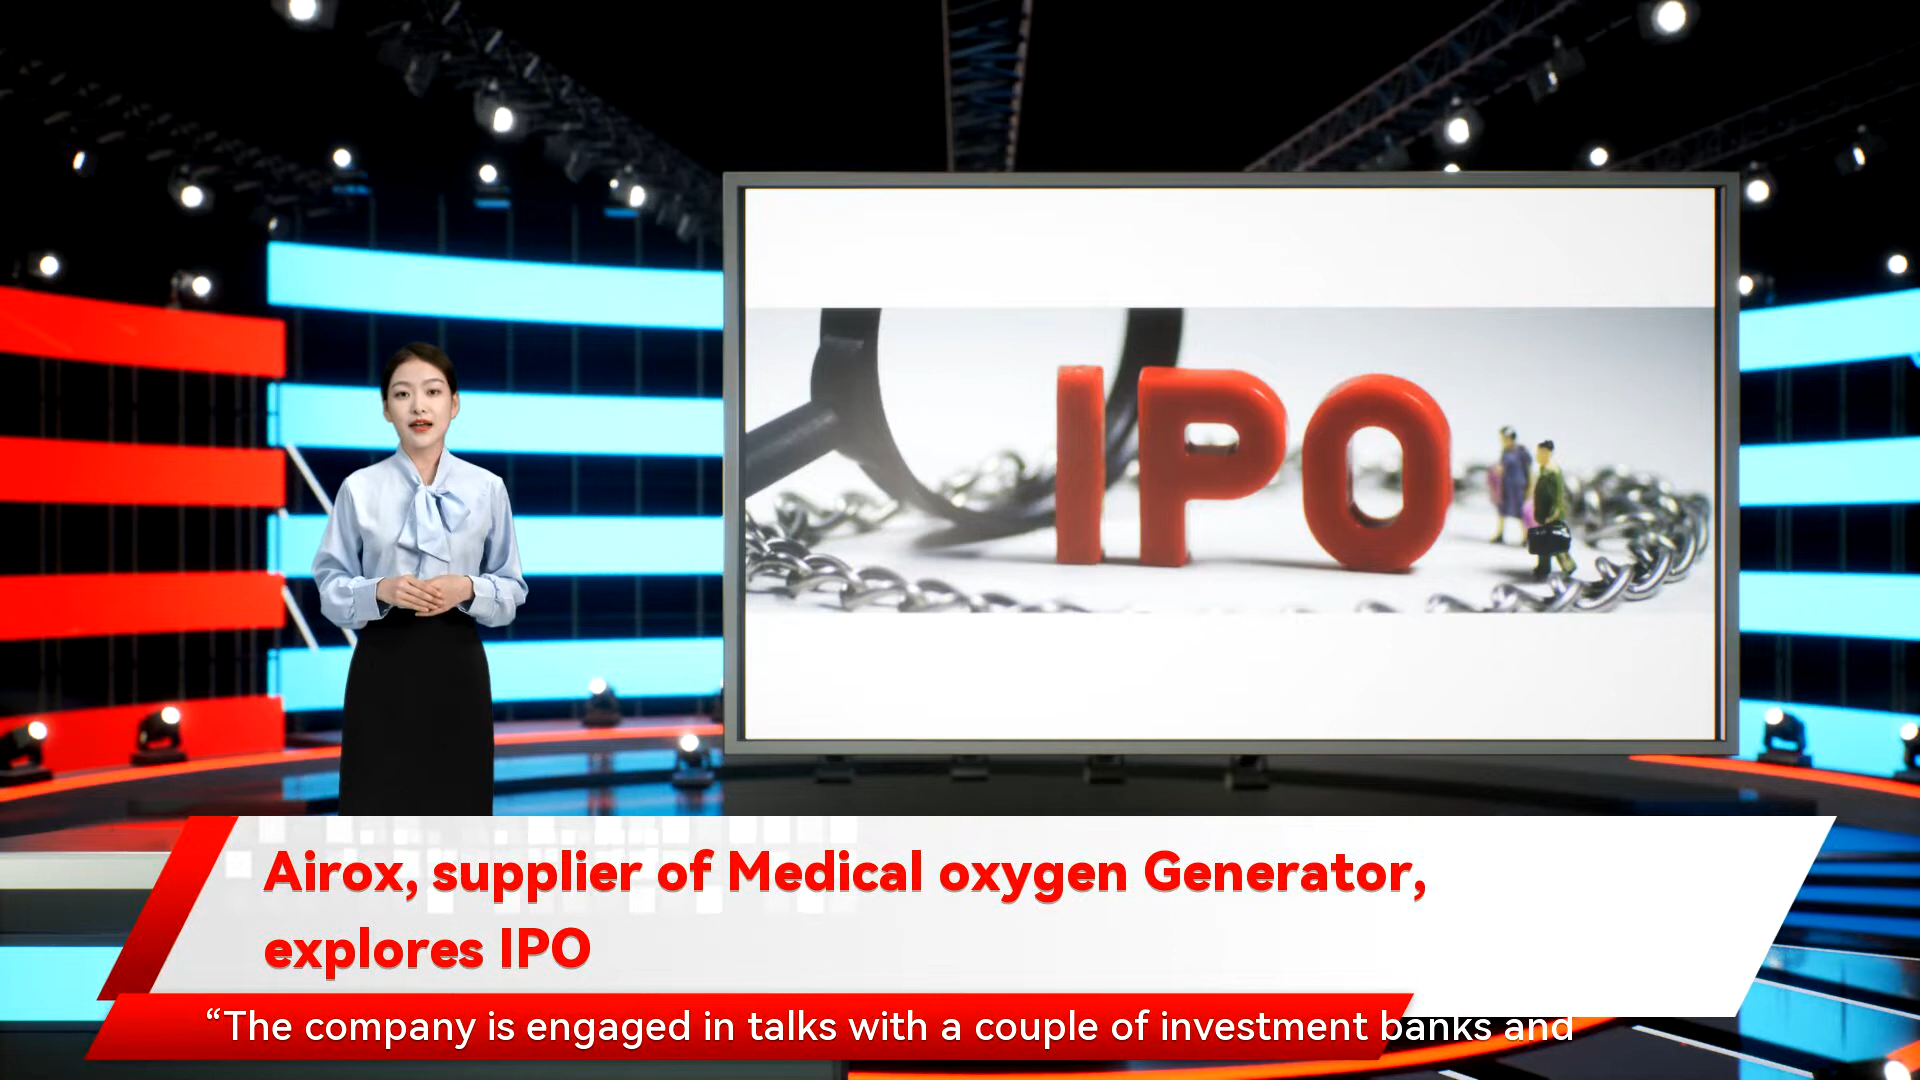 IPO
Airox, supplier of Medical oxygen Generator,
explores IPO
“The company is engaged in talks with a couple of investment banks and